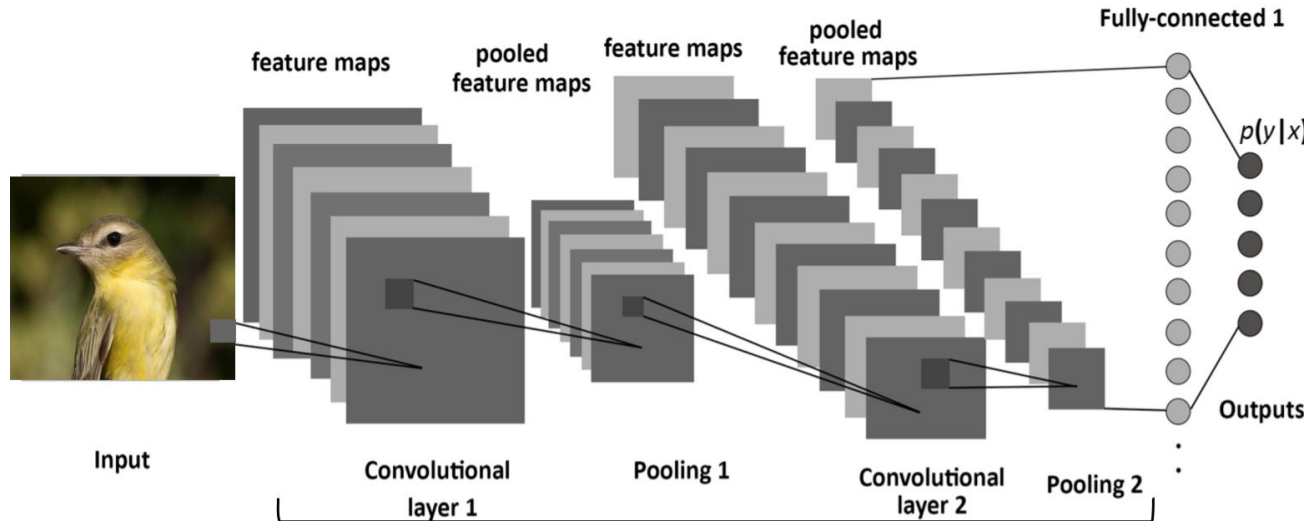 Fully-connected 1
feature maps
pooled
feature maps
feature maps
pooled
feature maps
p(y|x)
Outputs
Input
Convolutional
layer 1
Pooling 1
Convolutional
layer 2
Pooling 2